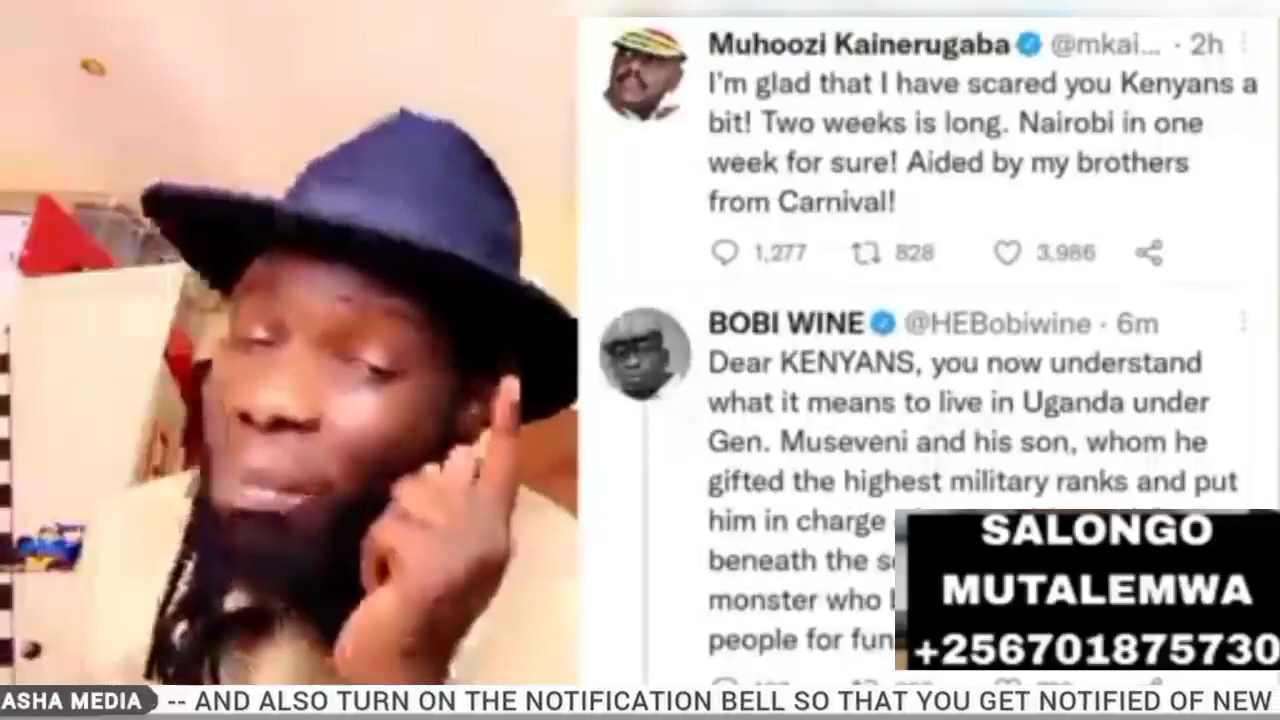 Muhoozi Kainerugaba @mkai... · 2h
I'm glad that I have scared you Kenyans a
bit! Two weeks is long. Nairobi in one
week for sure! Aided by my brothers
from Carnival!
1,277 828 3,986
BOBI WINE @HEBobiwine · 6m
Dear KENYANS, you now understand
what it means to live in Uganda under
Gen. Museveni and his son, whom he
gifted the highest military ranks and put
him in charge
beneath the
monster who
people for fun
SALONGO
MUTALEMWA
+256701875730
ASHA MEDIA -- AND ALSO TURN ON THE NOTIFICATION BELL SO THAT YOU GET NOTIFIED OF NEW